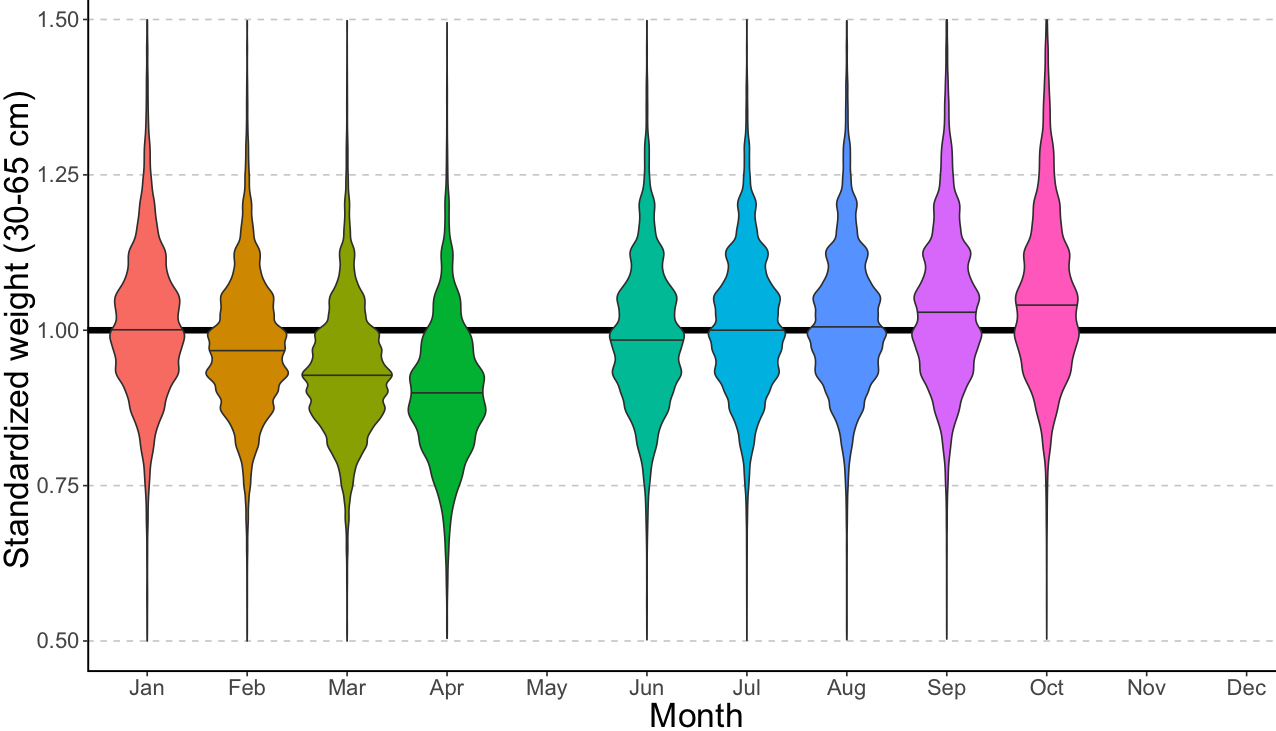 Standardized weight (30-65 cm)
1.50
1.25
1.00
0.75
0.50
Jan Feb Mar Apr May Jun Jul Aug Sep Oct Nov Dec
Month